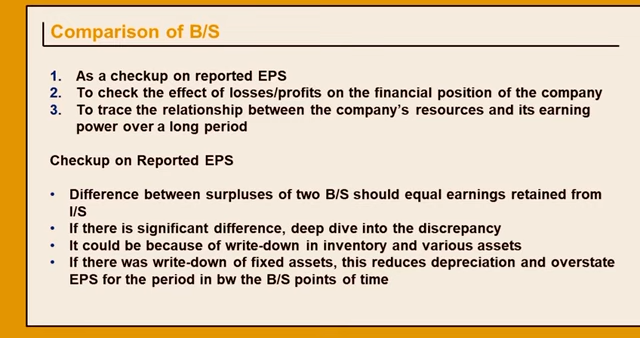 Comparison of B/S
1. As a checkup on reported EPS
2. To check the effect of losses/profits on the financial position of the company
3. To trace the relationship between the company's resources and its earning
power over a long period
Checkup on Reported EPS
• Difference between surpluses of two B/S should equal earnings retained from
I/S
• If there is significant difference, deep dive into the discrepancy
• It could be because of write-down in inventory and various assets
• If there was write-down of fixed assets, this reduces depreciation and overstate
EPS for the period in bw the B/S points of time